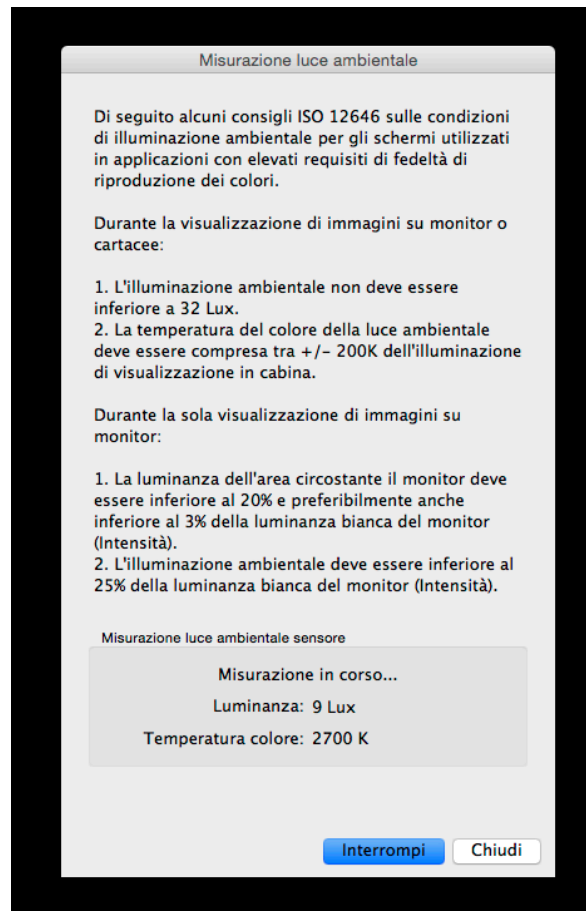 Misurazione luce ambientale
Di seguito alcuni consigli ISO 12646 sulle condizioni
di illuminazione ambientale per gli schermi utilizzati
in applicazioni con elevati requisiti di fedeltà di
riproduzione dei colori.
Durante la visualizzazione di immagini su monitor o
cartacee:
1. L'illuminazione ambientale non deve essere
inferiore a 32 Lux.
2. La temperatura del colore della luce ambientale
deve essere compresa tra +/- 200K dell'illuminazione
di visualizzazione in cabina.
Durante la sola visualizzazione di immagini su
monitor:
1. La luminanza dell'area circostante il monitor deve
essere inferiore al 20% e preferibilmente anche
inferiore al 3% della luminanza bianca del monitor
(Intensità).
2. L'illuminazione ambientale deve essere inferiore al
25% della luminanza bianca del monitor (Intensità).
Misurazione luce ambientale sensore
Misurazione in corso...
Luminanza: 9 Lux
Temperatura colore: 2700 K
Interrompi Chiudi